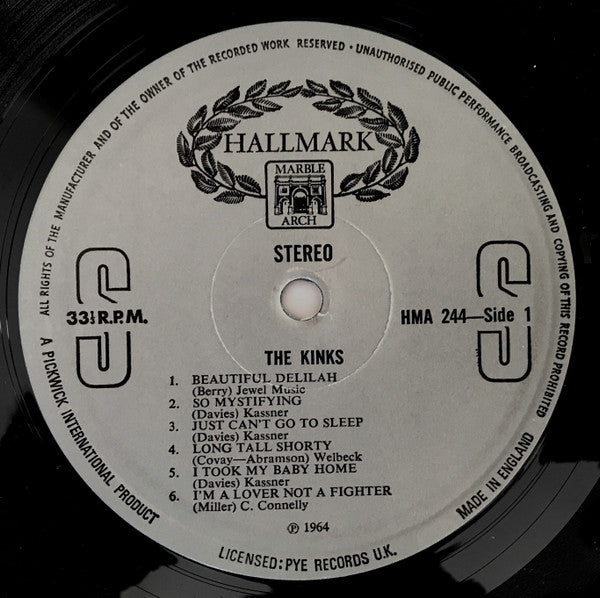 ALL RIGHTS OF THE MANUFACTURER AND OF THE OWNER OF THE RECORDED WORK RESERVED · UNAUTHORISED PUBLIC PERFORMANCE BROADCASTING AND COPYING OF THIS RECORD PROHIBITED
HALLMARK
MARBLE
ARCH
STEREO
33⅓ R.P.M.
HMA 244—Side 1
THE KINKS
1. BEAUTIFUL DELILAH
(Berry) Jewel Music
2. SO MYSTIFYING
(Davies) Kassner
3. JUST CAN'T GO TO SLEEP
(Davies) Kassner
4. LONG TALL SHORTY
(Covay—Abramson) Welbeck
5. I TOOK MY BABY HOME
(Davies) Kassner
6. I'M A LOVER NOT A FIGHTER
(Miller) C. Connelly
℗ 1964
A PICKWICK INTERNATIONAL PRODUCT
LICENSED:PYE RECORDS U.K.
MADE IN ENGLAND